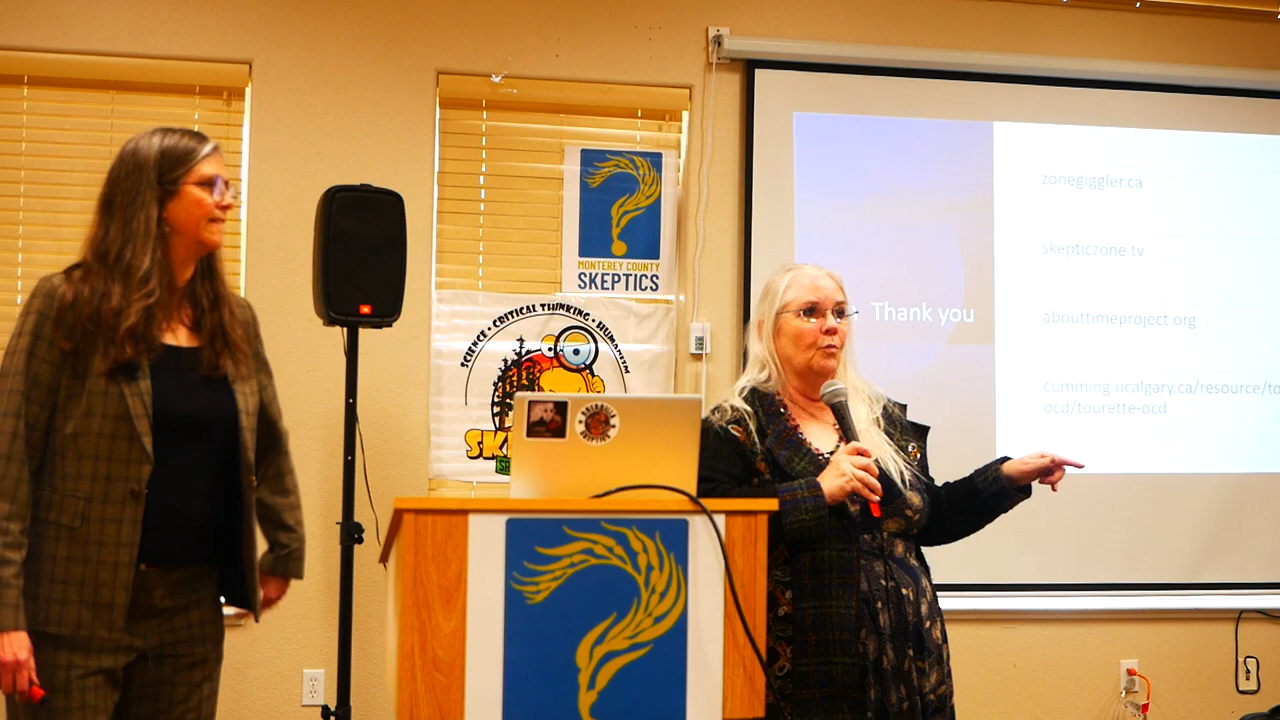 MONTEREY COUNTY
SKEPTICS
SCIENCE • CRITICAL THINKING • HUMANISM
Thank you
zonegiggler.ca
skepticzone.tv
abouttimeproject.org
cumming.ucalgary.ca/resource/to
ocd/tourette-ocd